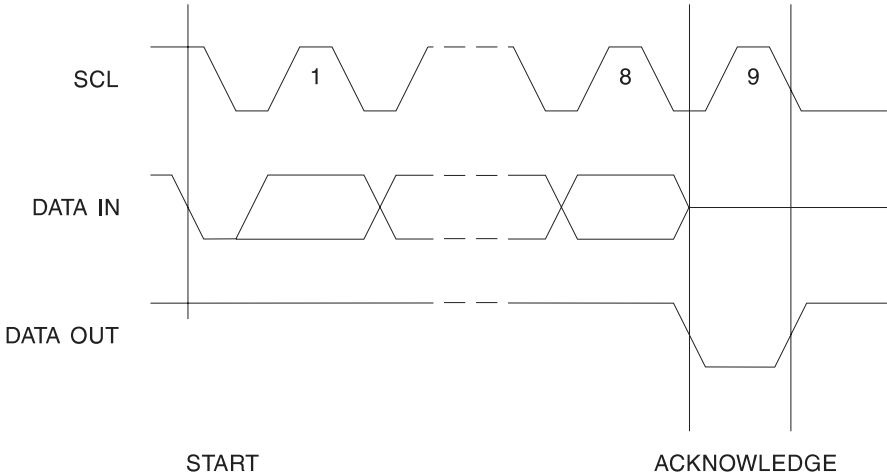 SCL 1 8 9
DATA IN
DATA OUT
START ACKNOWLEDGE